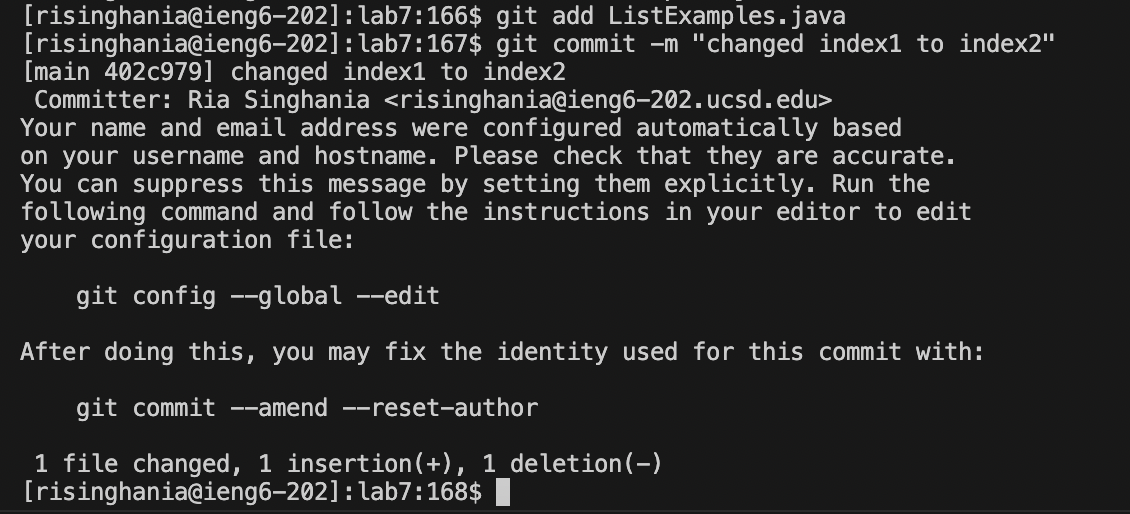 [risinghania@ieng6-202]:lab7:166$ git add ListExamples.java
[risinghania@ieng6-202]:lab7:167$ git commit -m "changed index1 to index2"
[main 402c979] changed index1 to index2
 Committer: Ria Singhania <risinghania@ieng6-202.ucsd.edu>
Your name and email address were configured automatically based
on your username and hostname. Please check that they are accurate.
You can suppress this message by setting them explicitly. Run the
following command and follow the instructions in your editor to edit
your configuration file:

    git config --global --edit

After doing this, you may fix the identity used for this commit with:

    git commit --amend --reset-author

 1 file changed, 1 insertion(+), 1 deletion(-)
[risinghania@ieng6-202]:lab7:168$